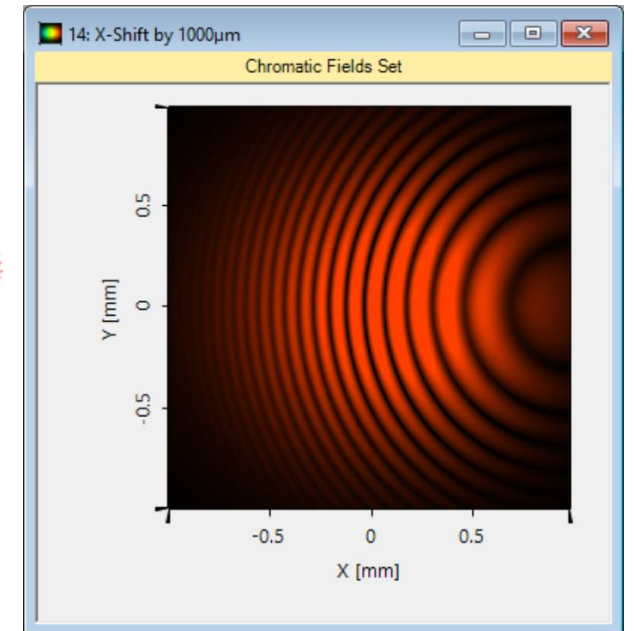 14: X-Shift by 1000µm
Chromatic Fields Set
0.5
0
-0.5
Y [mm]
-0.5 0 0.5
X [mm]